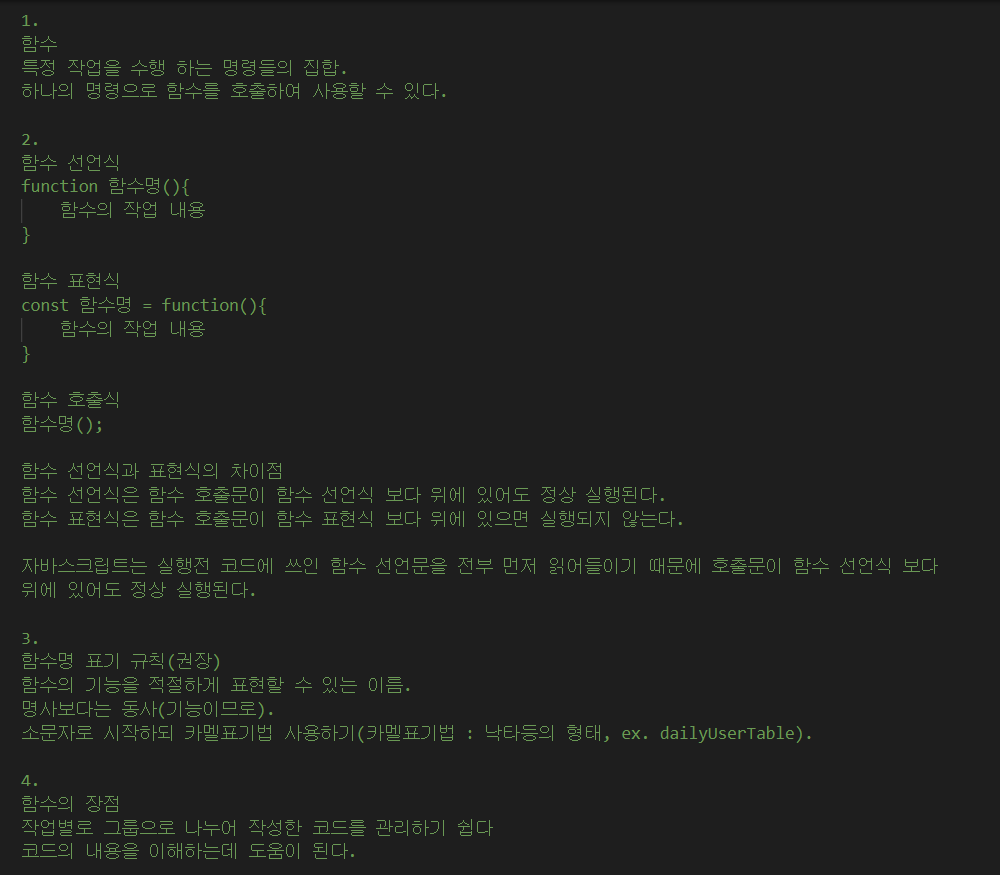 1.
함수
특정 작업을 수행 하는 명령들의 집합.
하나의 명령으로 함수를 호출하여 사용할 수 있다.
2.
함수 선언식
function 함수명(){
함수의 작업 내용
}
함수 표현식
const 함수명 = function(){
함수의 작업 내용
}
함수 호출식
함수명();
함수 선언식과 표현식의 차이점
함수 선언식은 함수 호출문이 함수 선언식 보다 위에 있어도 정상 실행된다.
함수 표현식은 함수 호출문이 함수 표현식 보다 위에 있으면 실행되지 않는다.
자바스크립트는 실행전 코드에 쓰인 함수 선언문을 전부 먼저 읽어들이기 때문에 호출문이 함수 선언식 보다
위에 있어도 정상 실행된다.
3.
함수명 표기 규칙(권장)
함수의 기능을 적절하게 표현할 수 있는 이름.
명사보다는 동사(기능이므로).
소문자로 시작하되 카멜표기법 사용하기(카멜표기법 : 낙타등의 형태, ex. dailyUserTable).
4.
함수의 장점
작업별로 그룹으로 나누어 작성한 코드를 관리하기 쉽다
코드의 내용을 이해하는데 도움이 된다.